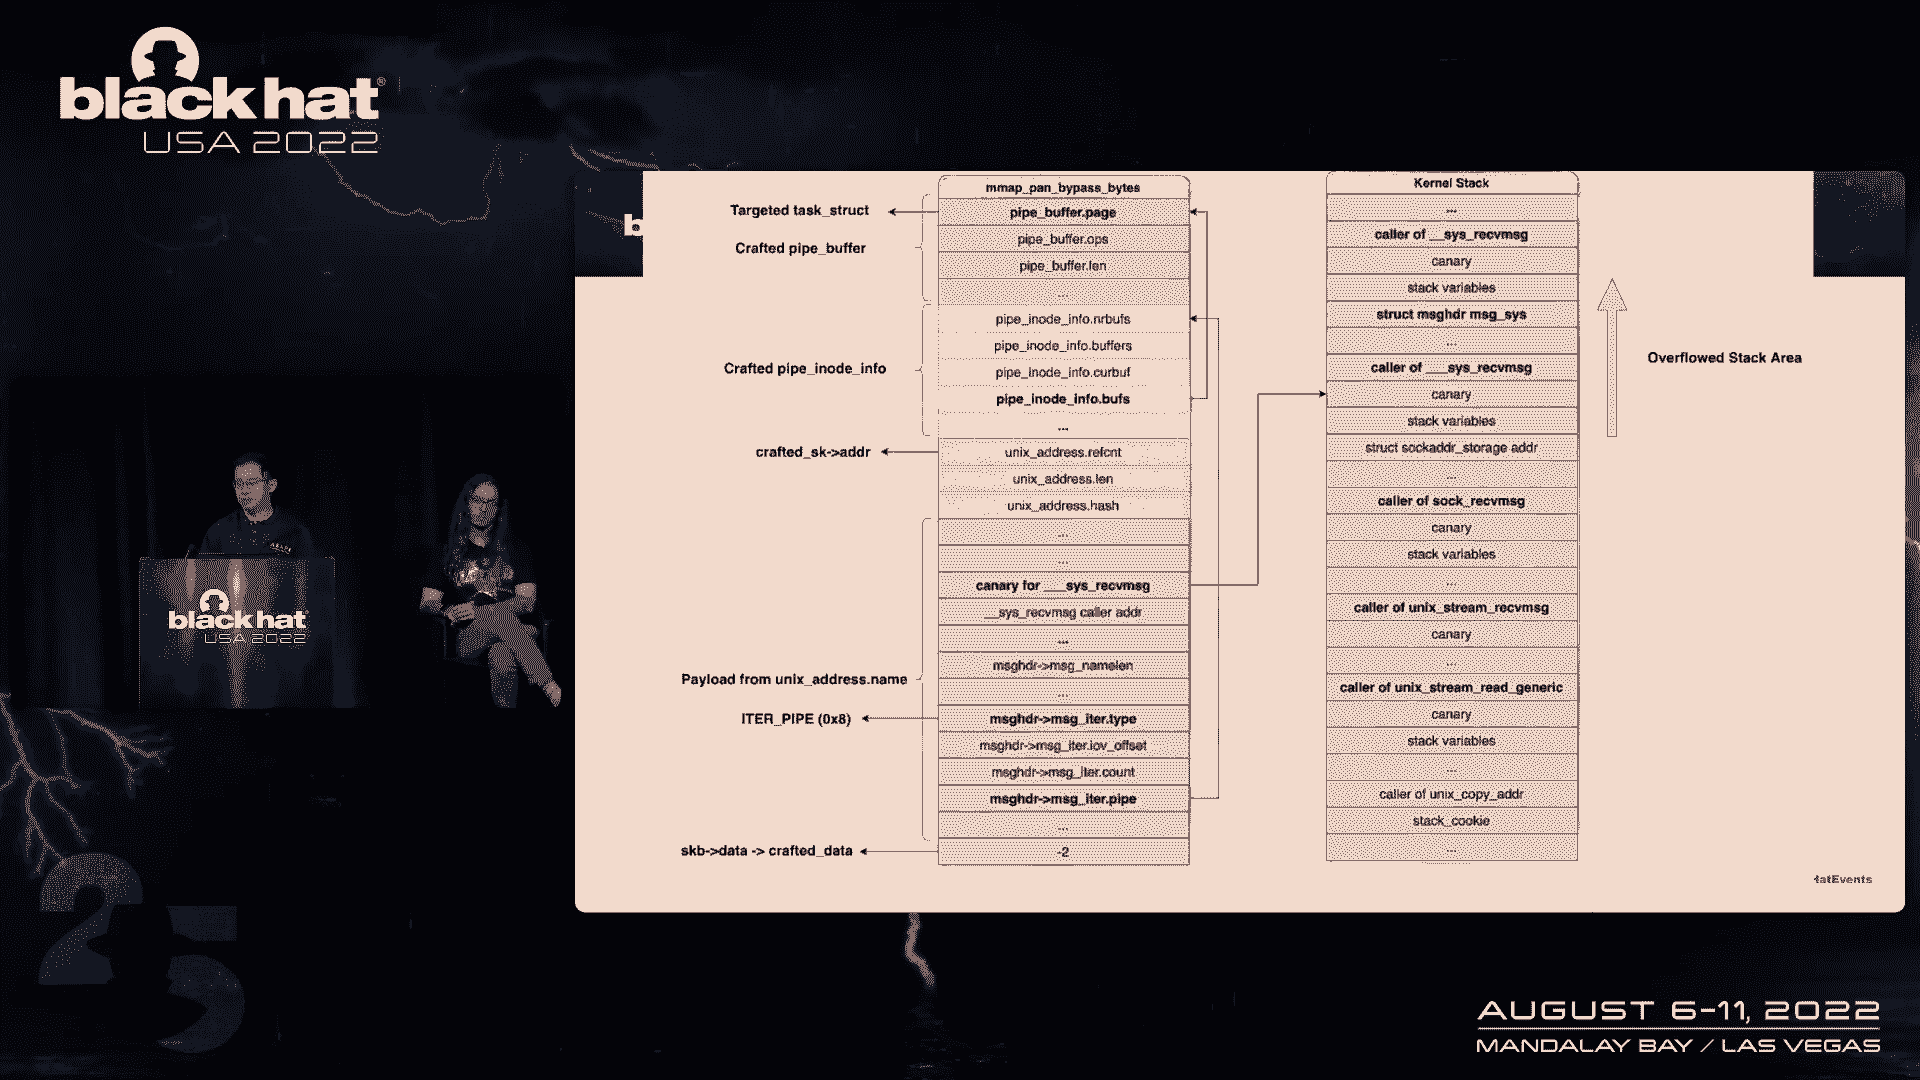 black hat®
USA 2022
b
mmap_pan_bypass_bytes
Targeted task_struct
pipe_buffer.page
Crafted pipe_buffer
pipe_buffer.ops
pipe_buffer.len
...
pipe_inode_info.nrbufs
pipe_inode_info.buffers
Crafted pipe_inode_info
pipe_inode_info.curbuf
pipe_inode_info.bufs
...
crafted_sk->addr
unix_address.refcnt
unix_address.len
unix_address.hash
...
...
canary for ___sys_recvmsg
__sys_recvmsg caller addr
...
msghdr->msg_namelen
Payload from unix_address.name
...
ITER_PIPE (0x8)
msghdr->msg_iter.type
msghdr->msg_iter.iov_offset
msghdr->msg_iter.count
msghdr->msg_iter.pipe
...
skb->data -> crafted_data
-2
Kernel Stack
...
caller of __sys_recvmsg
canary
stack variables
struct msghdr msg_sys
...
caller of ___sys_recvmsg
canary
stack variables
struct sockaddr_storage addr
...
caller of sock_recvmsg
canary
stack variables
...
caller of unix_stream_recvmsg
canary
...
caller of unix_stream_read_generic
canary
stack variables
...
caller of unix_copy_addr
stack_cookie
...
Overflowed Stack Area
HatEvents
black hat
USA 2022
25
AUGUST 6-11, 2022
MANDALAY BAY / LAS VEGAS